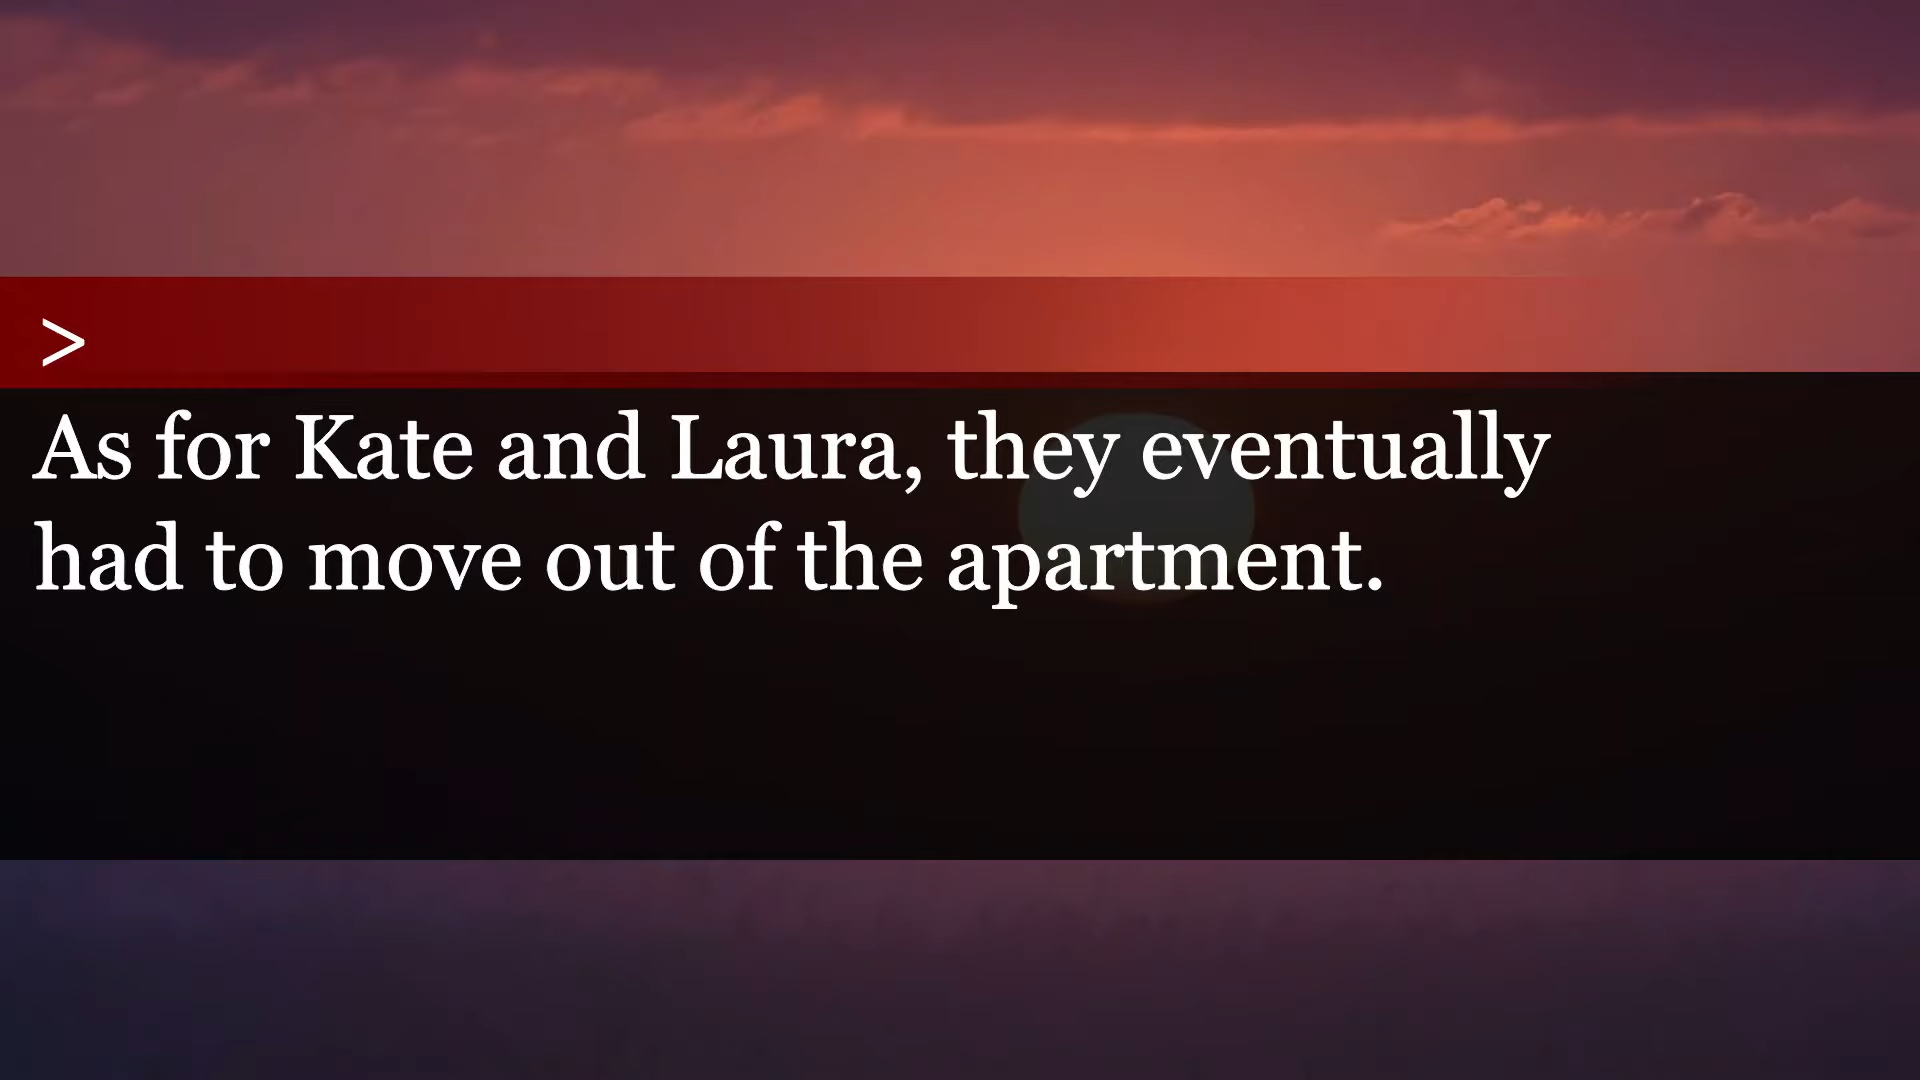 >
As for Kate and Laura, they eventually
had to move out of the apartment.